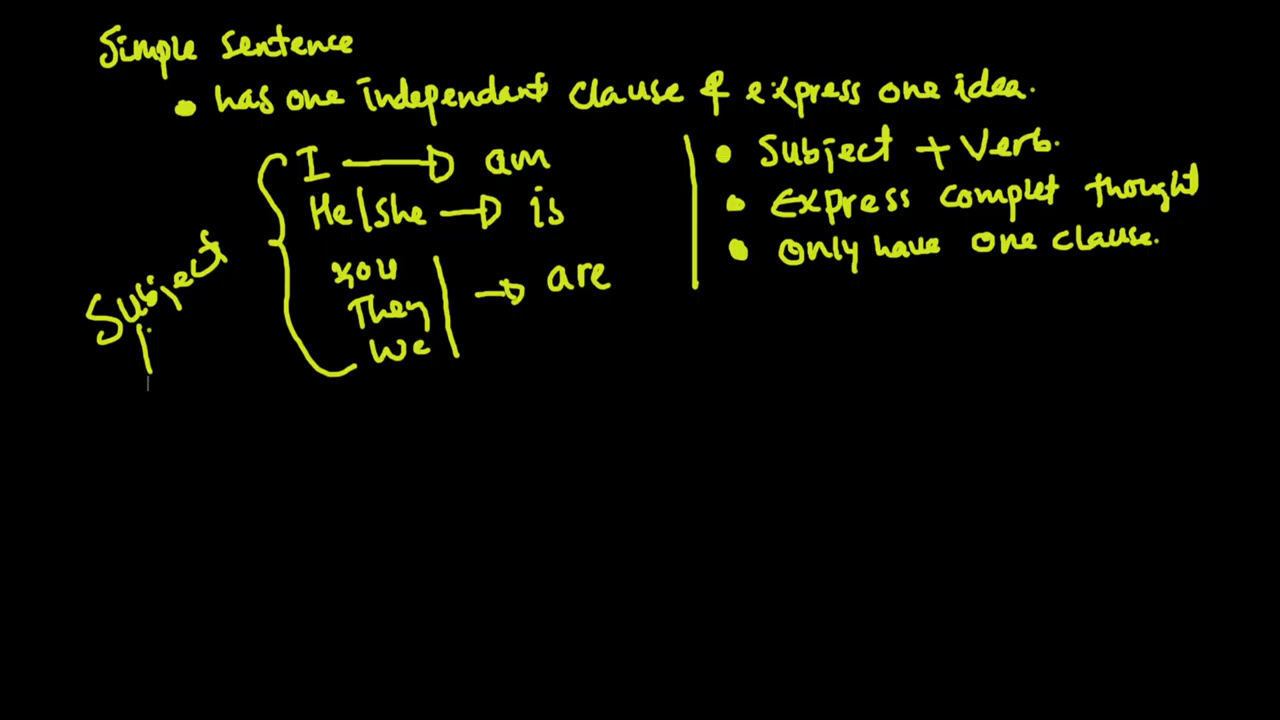 Simple sentence
• has one independant clause & express one idea.
I → am
He/she → is
you
They
We
→ are
Subject
• Subject + Verb.
• Express complet thought
• Only have one clause.